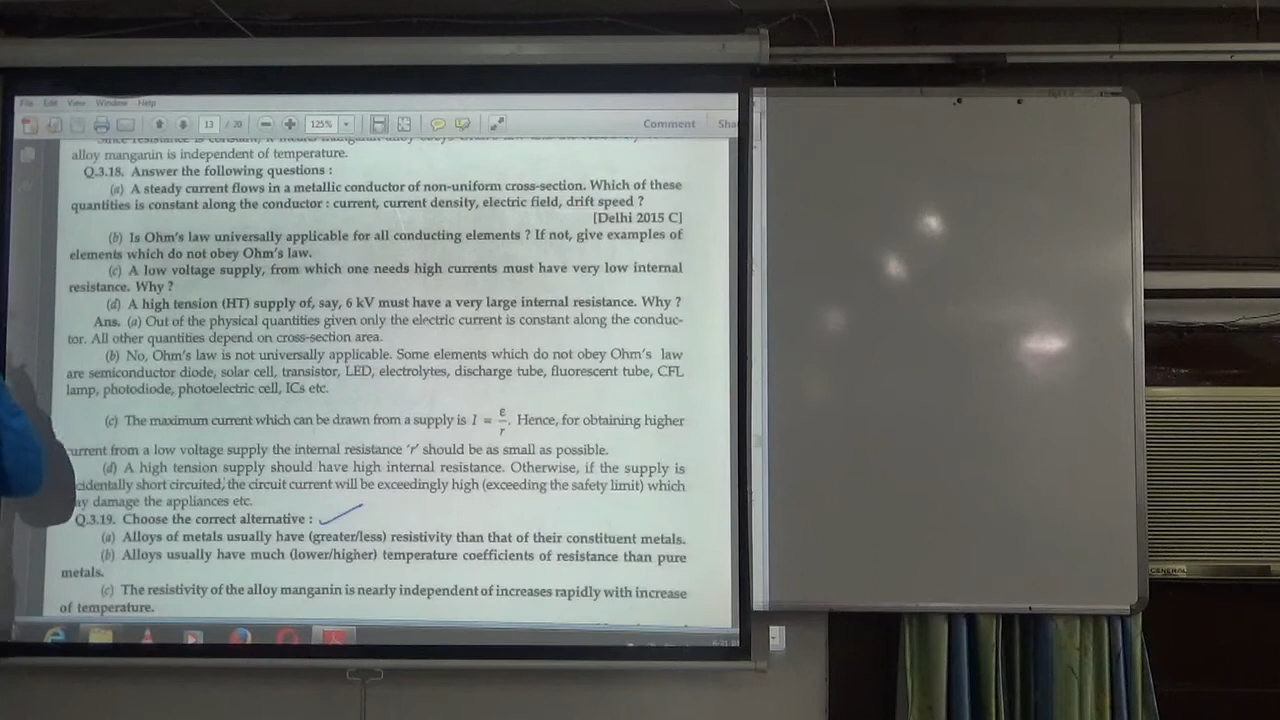 File Edit View Window Help
13 / 20 125% Comment
alloy manganin is independent of temperature.
Q.3.18. Answer the following questions :
(a) A steady current flows in a metallic conductor of non-uniform cross-section. Which of these
quantities is constant along the conductor : current, current density, electric field, drift speed ?
[Delhi 2015 C]
(b) Is Ohm's law universally applicable for all conducting elements ? If not, give examples of
elements which do not obey Ohm's law.
(c) A low voltage supply, from which one needs high currents must have very low internal
resistance. Why ?
(d) A high tension (HT) supply of, say, 6 kV must have a very large internal resistance. Why ?
Ans. (a) Out of the physical quantities given only the electric current is constant along the conduc-
tor. All other quantities depend on cross-section area.
(b) No, Ohm's law is not universally applicable. Some elements which do not obey Ohm's law
are semiconductor diode, solar cell, transistor, LED, electrolytes, discharge tube, fluorescent tube, CFL
lamp, photodiode, photoelectric cell, ICs etc.
(c) The maximum current which can be drawn from a supply is I = ε/r. Hence, for obtaining higher
urrent from a low voltage supply the internal resistance 'r' should be as small as possible.
(d) A high tension supply should have high internal resistance. Otherwise, if the supply is
cidentally short circuited, the circuit current will be exceedingly high (exceeding the safety limit) which
ay damage the appliances etc.
Q.3.19. Choose the correct alternative :
(a) Alloys of metals usually have (greater/less) resistivity than that of their constituent metals.
(b) Alloys usually have much (lower/higher) temperature coefficients of resistance than pure
metals.
(c) The resistivity of the alloy manganin is nearly independent of increases rapidly with increase
of temperature.
GENERAL